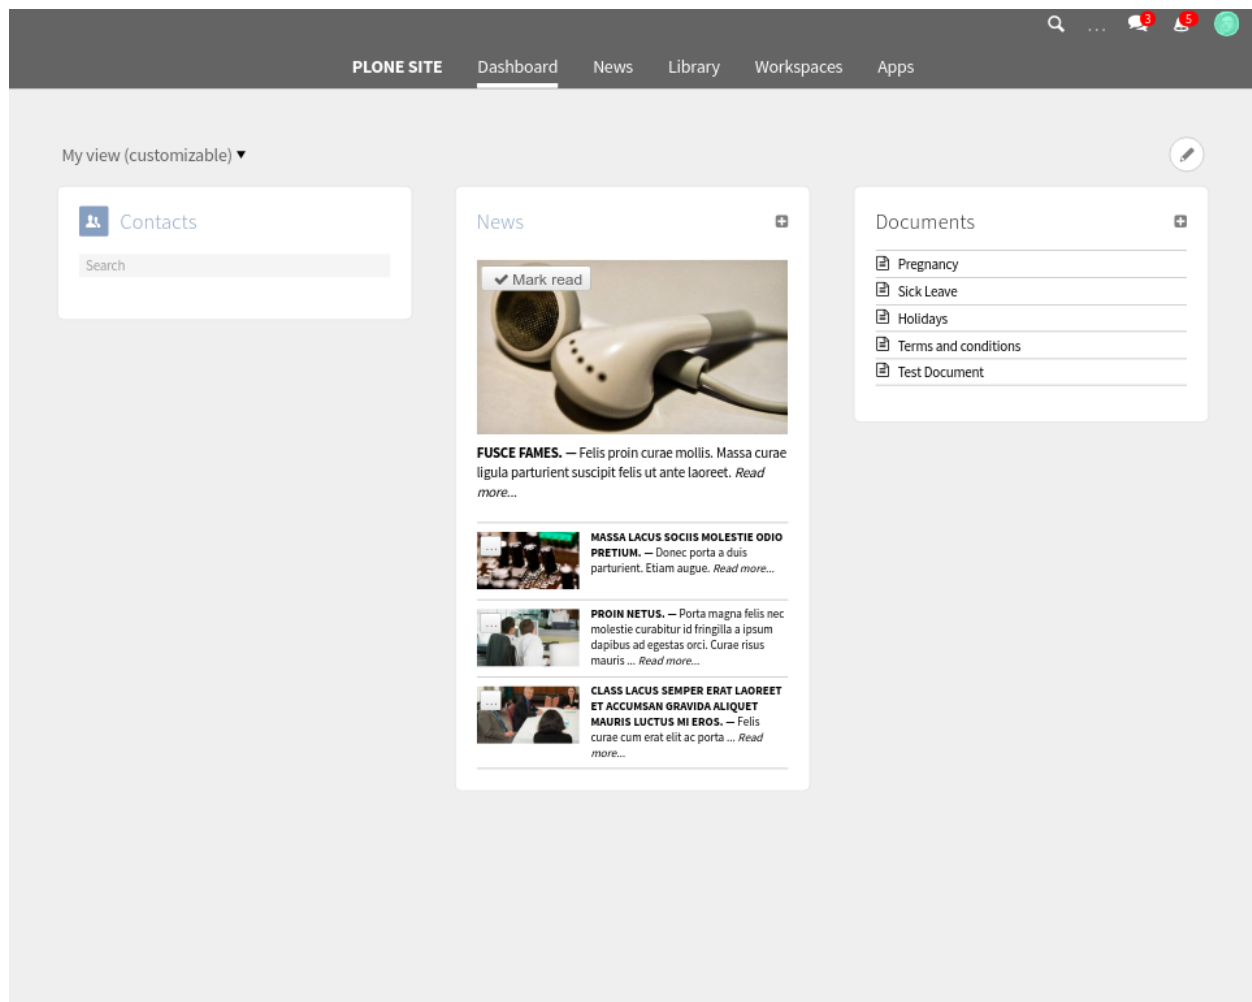 ... 3 5
PLONE SITE Dashboard News Library Workspaces Apps
My view (customizable)
Contacts
Search
News
Mark read
FUSCE FAMES. — Felis proin curae mollis. Massa curae
ligula parturient suscipit felis ut ante laoreet. Read
more...
...
MASSA LACUS SOCIIS MOLESTIE ODIO
PRETIUM. — Donec porta a duis
parturient. Etiam augue. Read more...
...
PROIN NETUS. — Porta magna felis nec
molestie curabitur id fringilla a ipsum
dapibus ad egestas orci. Curae risus
mauris ... Read more...
...
CLASS LACUS SEMPER ERAT LAOREET
ET ACCUMSAN GRAVIDA ALIQUET
MAURIS LUCTUS MI EROS. — Felis
curae cum erat elit ac porta ... Read
more...
Documents
Pregnancy
Sick Leave
Holidays
Terms and conditions
Test Document